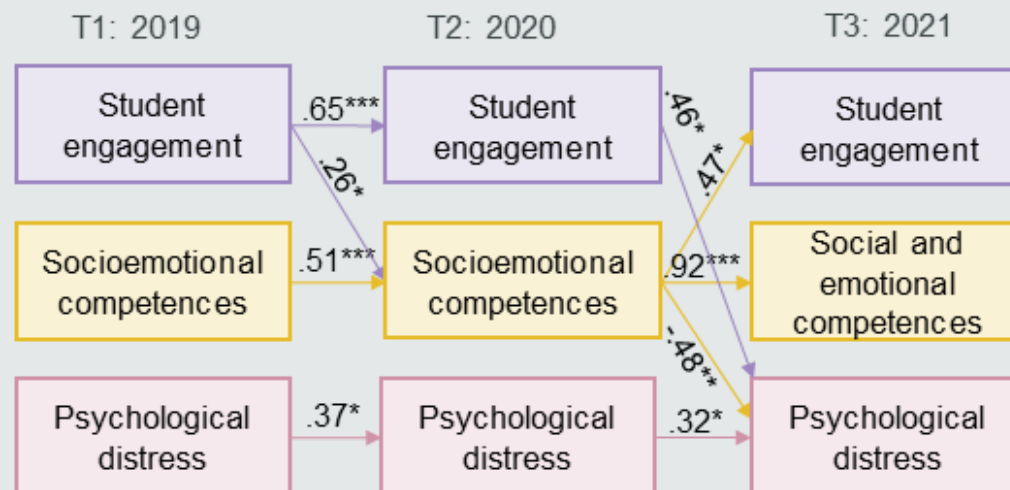 T1: 2019
T2: 2020
T3: 2021
Student
engagement
.65***
Student
engagement
.46*
Student
engagement
.26*
.47*
Socioemotional
competences
.51***
Socioemotional
competences
.92***
Social and
emotional
competences
-.48**
Psychological
distress
.37*
Psychological
distress
.32*
Psychological
distress